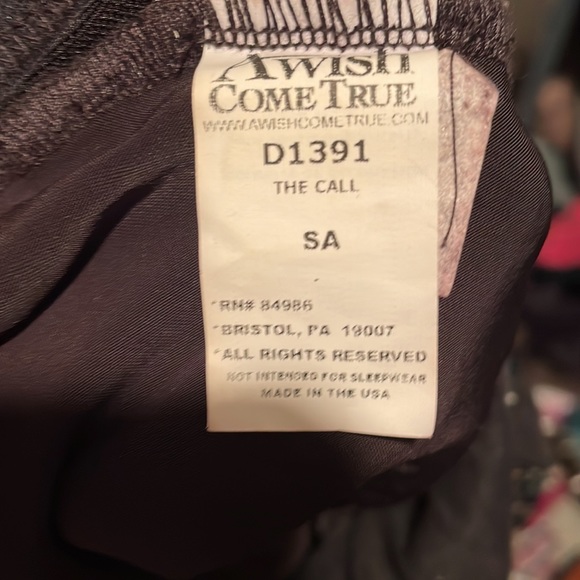 A Wish
Come True
WWW.AWISHCOMETRUE.COM
D1391
THE CALL
SA
*RN# 84986
*BRISTOL, PA 19007
*ALL RIGHTS RESERVED
NOT INTENDED FOR SLEEPWEAR
MADE IN THE USA